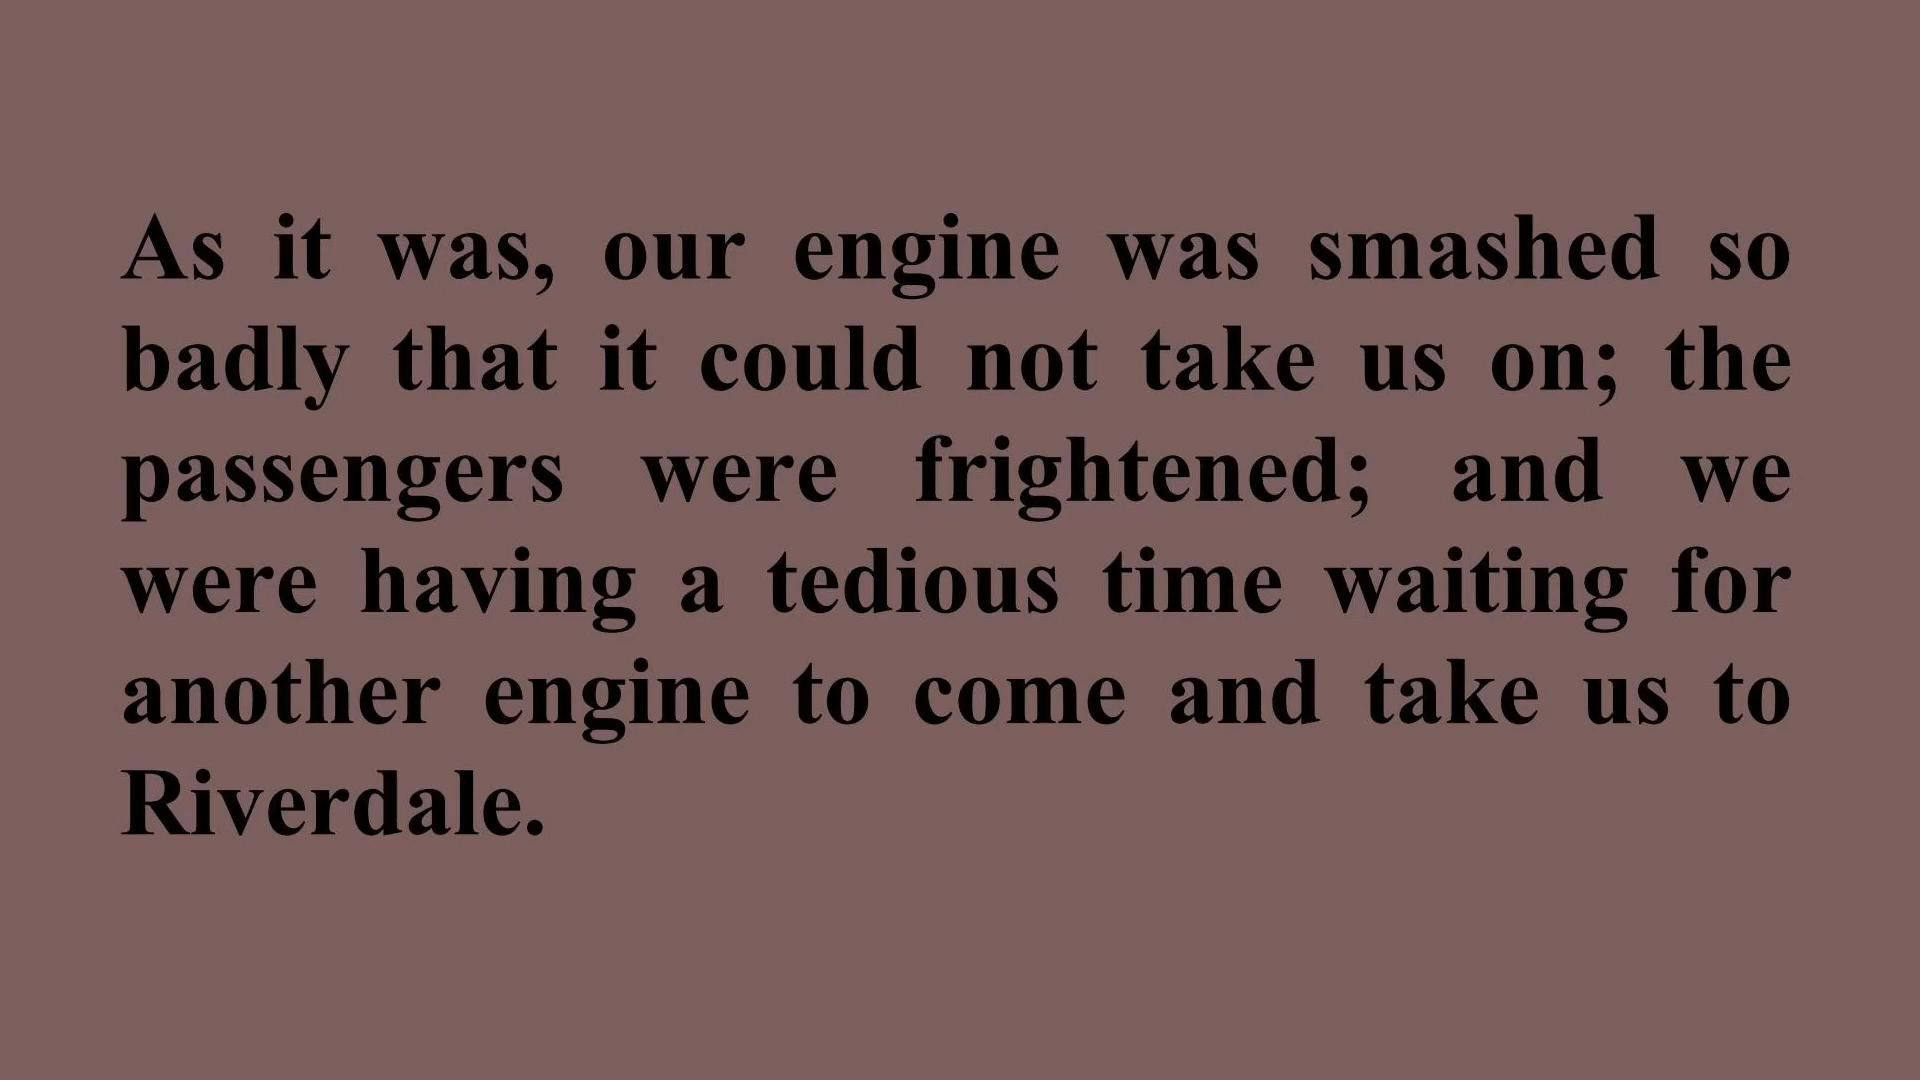 As it was, our engine was smashed so
badly that it could not take us on; the
passengers were frightened; and we
were having a tedious time waiting for
another engine to come and take us to
Riverdale.